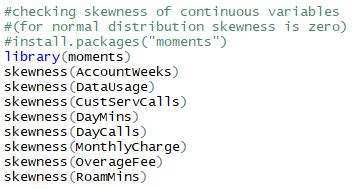 #checking skewness of continuous variables
#(for normal distribution skewness is zero)
#install.packages("moments")
library(moments)
skewness(AccountWeeks)
skewness(DataUsage)
skewness(CustServCalls)
skewness(DayMins)
skewness(DayCalls)
skewness(MonthlyCharge)
skewness(OverageFee)
skewness(RoamMins)